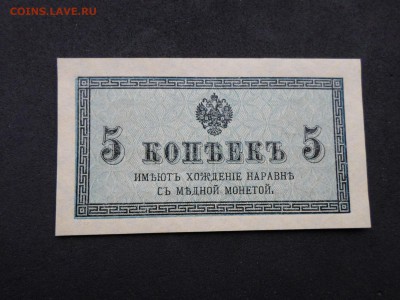 COINS.LAVE.RU
5 КОПѢЕКЪ 5
ИМѢЮТЪ ХОЖДЕНІЕ НАРАВНѢ
СЪ МѢДНОЙ МОНЕТОЙ.